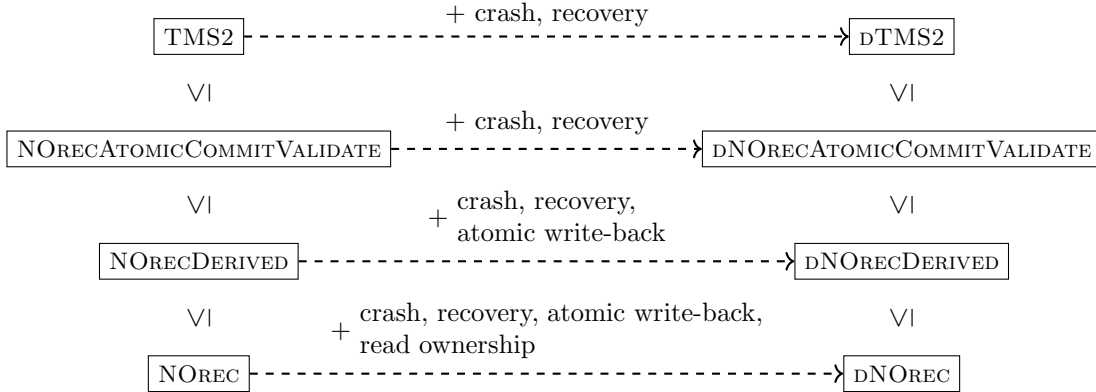 + crash, recovery
TMS2
DTMS2
≤
≤
+ crash, recovery
NORECATOMICCOMMITVALIDATE
DNORECATOMICCOMMITVALIDATE
≤
≤
+ crash, recovery,
atomic write-back
NORECDERIVED
DNORECDERIVED
≤
≤
+ crash, recovery, atomic write-back,
read ownership
NOREC
DNOREC